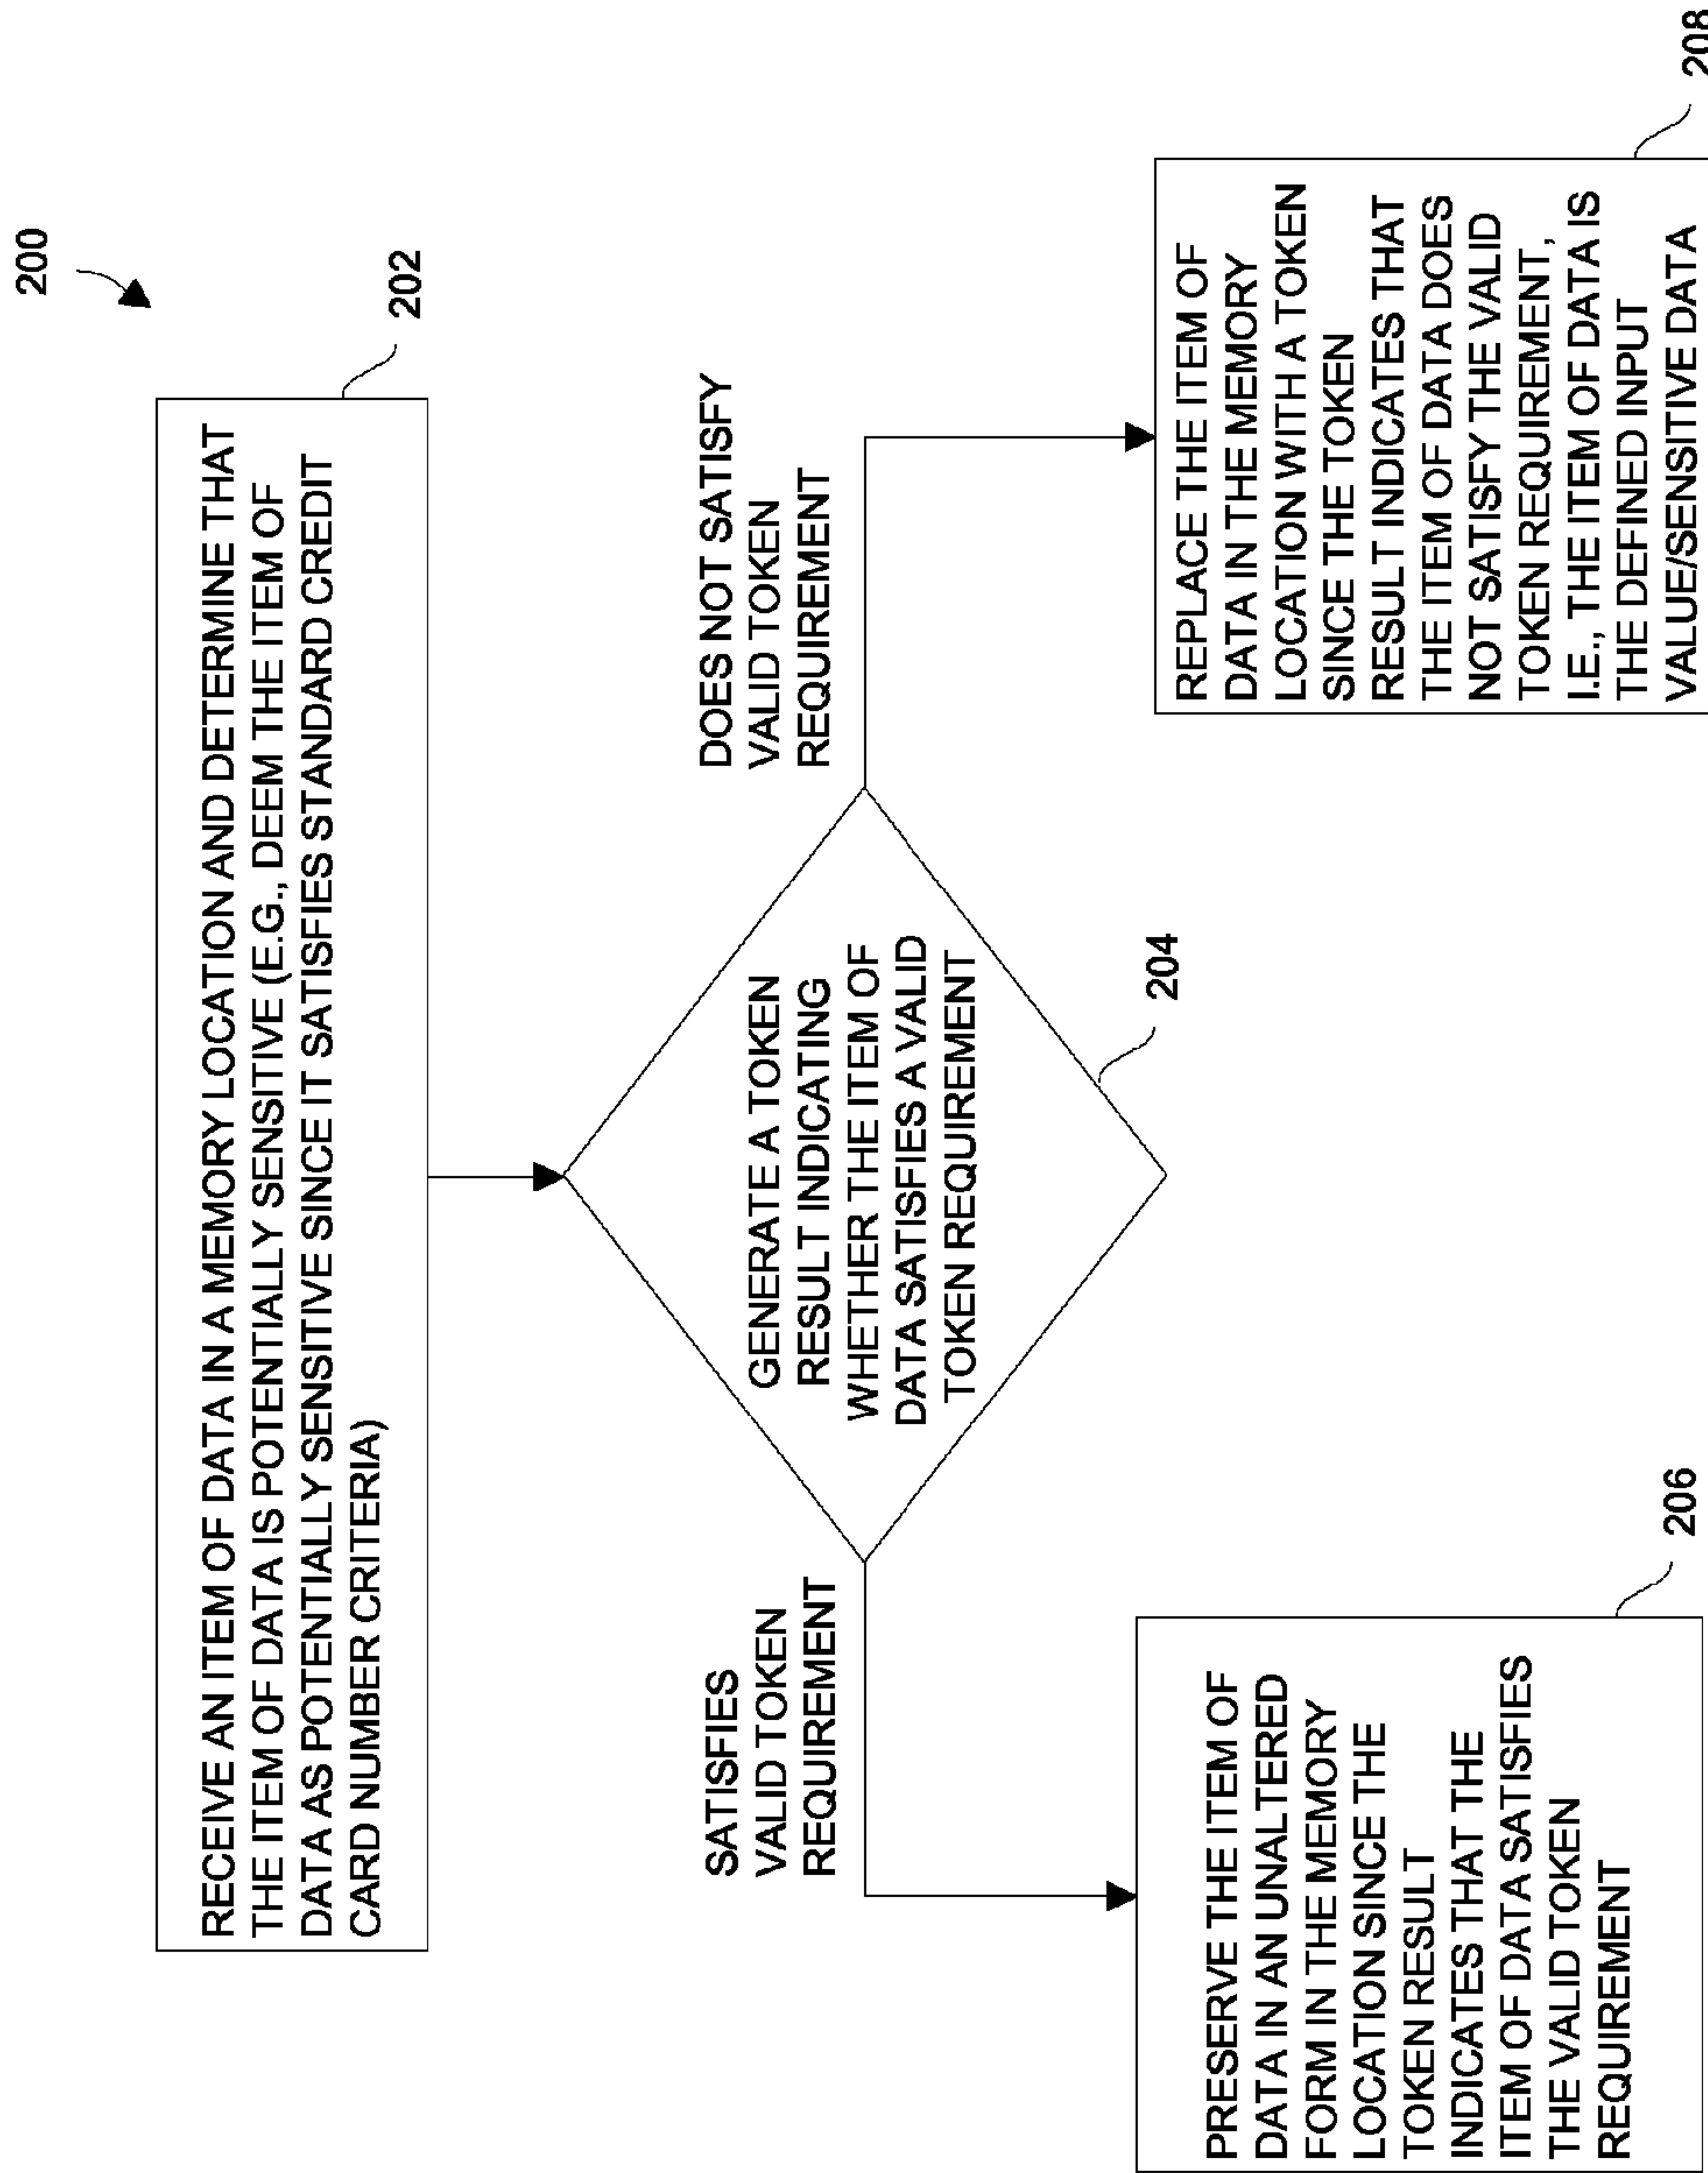 200
RECEIVE AN ITEM OF DATA IN A MEMORY LOCATION AND DETERMINE THAT
THE ITEM OF DATA IS POTENTIALLY SENSITIVE (E.G., DEEM THE ITEM OF
DATA AS POTENTIALLY SENSITIVE SINCE IT SATISFIES STANDARD CREDIT
CARD NUMBER CRITERIA)
202
GENERATE A TOKEN
RESULT INDICATING
WHETHER THE ITEM OF
DATA SATISFIES A VALID
TOKEN REQUIREMENT
204
SATISFIES
VALID TOKEN
REQUIREMENT
DOES NOT SATISFY
VALID TOKEN
REQUIREMENT
PRESERVE THE ITEM OF
DATA IN AN UNALTERED
FORM IN THE MEMORY
LOCATION SINCE THE
TOKEN RESULT
INDICATES THAT THE
ITEM OF DATA SATISFIES
THE VALID TOKEN
REQUIREMENT
206
REPLACE THE ITEM OF
DATA IN THE MEMORY
LOCATION WITH A TOKEN
SINCE THE TOKEN
RESULT INDICATES THAT
THE ITEM OF DATA DOES
NOT SATISFY THE VALID
TOKEN REQUIREMENT,
I.E., THE ITEM OF DATA IS
THE DEFINED INPUT
VALUE/SENSITIVE DATA
208